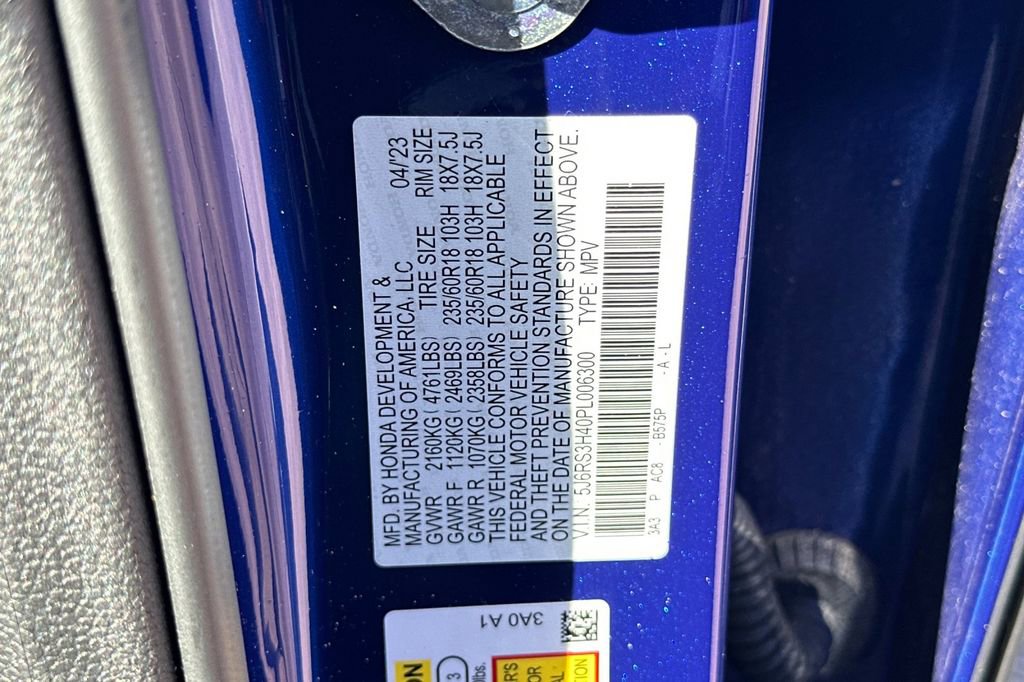 MFD. BY HONDA DEVELOPMENT &
MANUFACTURING OF AMERICA, LLC 04/'23
TIRE SIZE RIM SIZE
GVWR 2160KG( 4761LBS)
GAWR F 1120KG( 2469LBS) 235/60R18 103H 18X7.5J
GAWR R 1070KG( 2358LBS) 235/60R18 103H 18X7.5J
THIS VEHICLE CONFORMS TO ALL APPLICABLE
FEDERAL MOTOR VEHICLE SAFETY
AND THEFT PREVENTION STANDARDS IN EFFECT
ON THE DATE OF MANUFACTURE SHOWN ABOVE.
V.I.N. 5J6RS3H40PL006300 TYPE: MPV
3A3 P AC8 - B575P - A - L
3A0 A1
ON
3
lbs.